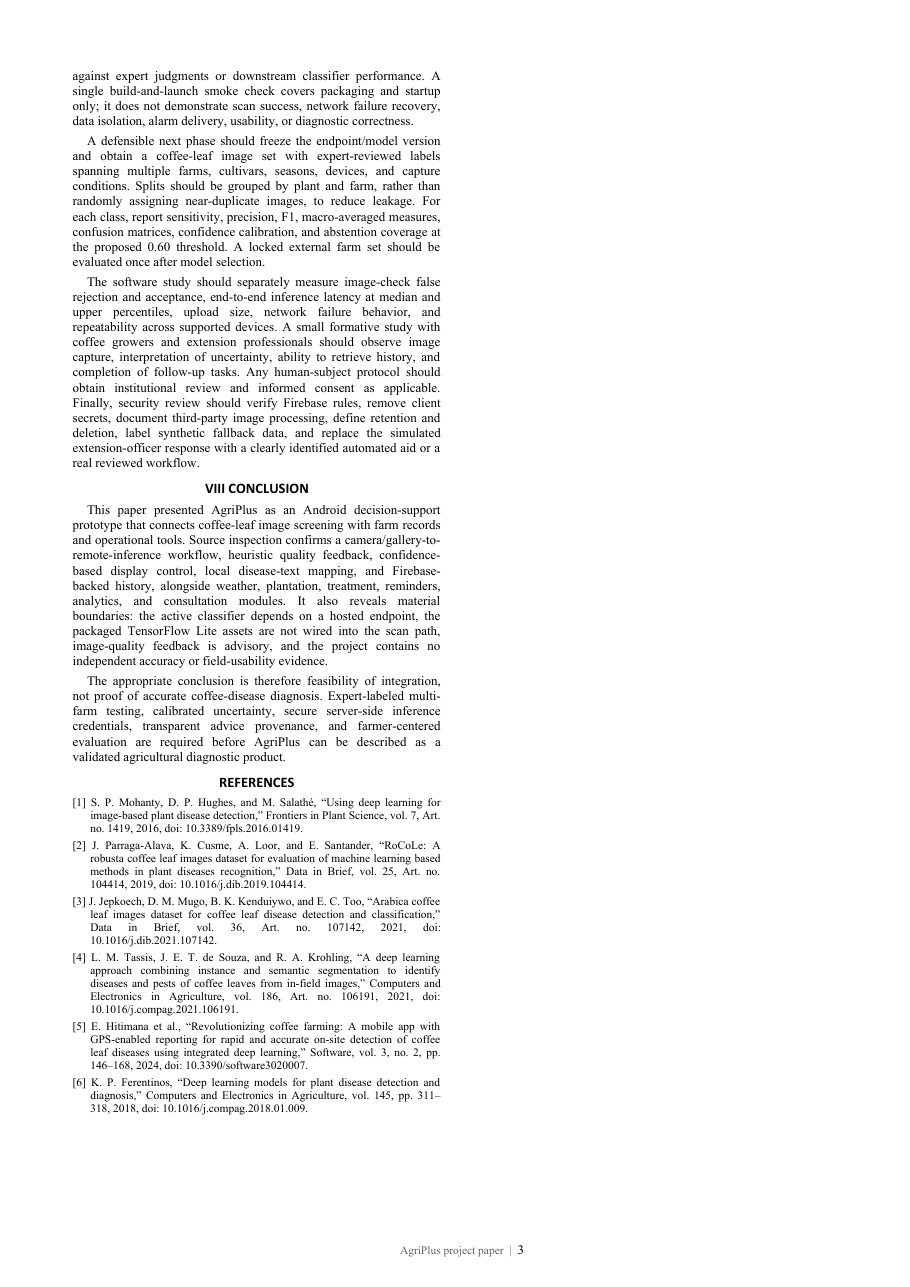 against expert judgments or downstream classifier performance. A
single build-and-launch smoke check covers packaging and startup
only; it does not demonstrate scan success, network failure recovery,
data isolation, alarm delivery, usability, or diagnostic correctness.
A defensible next phase should freeze the endpoint/model version
and obtain a coffee-leaf image set with expert-reviewed labels
spanning multiple farms, cultivars, seasons, devices, and capture
conditions. Splits should be grouped by plant and farm, rather than
randomly assigning near-duplicate images, to reduce leakage. For
each class, report sensitivity, precision, F1, macro-averaged measures,
confusion matrices, confidence calibration, and abstention coverage at
the proposed 0.60 threshold. A locked external farm set should be
evaluated once after model selection.
The software study should separately measure image-check false
rejection and acceptance, end-to-end inference latency at median and
upper percentiles, upload size, network failure behavior, and
repeatability across supported devices. A small formative study with
coffee growers and extension professionals should observe image
capture, interpretation of uncertainty, ability to retrieve history, and
completion of follow-up tasks. Any human-subject protocol should
obtain institutional review and informed consent as applicable.
Finally, security review should verify Firebase rules, remove client
secrets, document third-party image processing, define retention and
deletion, label synthetic fallback data, and replace the simulated
extension-officer response with a clearly identified automated aid or a
real reviewed workflow.
VIII CONCLUSION
This paper presented AgriPlus as an Android decision-support
prototype that connects coffee-leaf image screening with farm records
and operational tools. Source inspection confirms a camera/gallery-to-
remote-inference workflow, heuristic quality feedback, confidence-
based display control, local disease-text mapping, and Firebase-
backed history, alongside weather, plantation, treatment, reminders,
analytics, and consultation modules. It also reveals material
boundaries: the active classifier depends on a hosted endpoint, the
packaged TensorFlow Lite assets are not wired into the scan path,
image-quality feedback is advisory, and the project contains no
independent accuracy or field-usability evidence.
The appropriate conclusion is therefore feasibility of integration,
not proof of accurate coffee-disease diagnosis. Expert-labeled multi-
farm testing, calibrated uncertainty, secure server-side inference
credentials, transparent advice provenance, and farmer-centered
evaluation are required before AgriPlus can be described as a
validated agricultural diagnostic product.
REFERENCES
[1] S. P. Mohanty, D. P. Hughes, and M. Salathé, “Using deep learning for
image-based plant disease detection,” Frontiers in Plant Science, vol. 7, Art.
no. 1419, 2016, doi: 10.3389/fpls.2016.01419.
[2] J. Parraga-Alava, K. Cusme, A. Loor, and E. Santander, “RoCoLe: A
robusta coffee leaf images dataset for evaluation of machine learning based
methods in plant diseases recognition,” Data in Brief, vol. 25, Art. no.
104414, 2019, doi: 10.1016/j.dib.2019.104414.
[3] J. Jepkoech, D. M. Mugo, B. K. Kenduiywo, and E. C. Too, “Arabica coffee
leaf images dataset for coffee leaf disease detection and classification,”
Data in Brief, vol. 36, Art. no. 107142, 2021, doi:
10.1016/j.dib.2021.107142.
[4] L. M. Tassis, J. E. T. de Souza, and R. A. Krohling, “A deep learning
approach combining instance and semantic segmentation to identify
diseases and pests of coffee leaves from in-field images,” Computers and
Electronics in Agriculture, vol. 186, Art. no. 106191, 2021, doi:
10.1016/j.compag.2021.106191.
[5] E. Hitimana et al., “Revolutionizing coffee farming: A mobile app with
GPS-enabled reporting for rapid and accurate on-site detection of coffee
leaf diseases using integrated deep learning,” Software, vol. 3, no. 2, pp.
146–168, 2024, doi: 10.3390/software3020007.
[6] K. P. Ferentinos, “Deep learning models for plant disease detection and
diagnosis,” Computers and Electronics in Agriculture, vol. 145, pp. 311–
318, 2018, doi: 10.1016/j.compag.2018.01.009.
AgriPlus project paper | 3